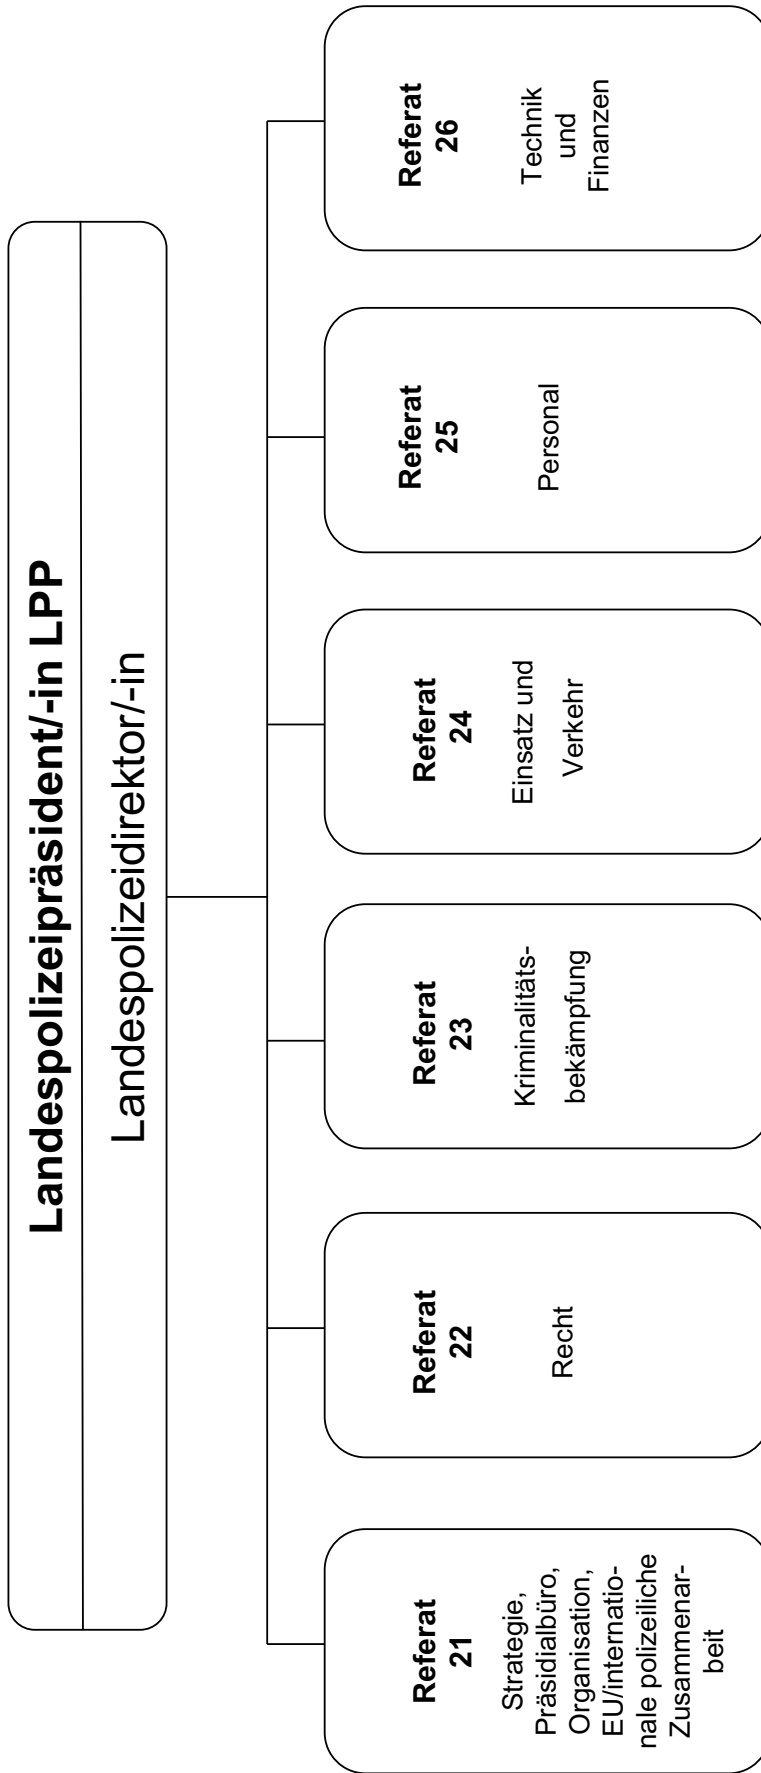 Landespolizeipräsident/-in LPP
Landespolizeidirektor/-in
Referat
21
Strategie,
Präsidialbüro,
Organisation,
EU/internatio-
nale polizeiliche
Zusammenar-
beit
Referat
22
Recht
Referat
23
Kriminalitäts-
bekämpfung
Referat
24
Einsatz und
Verkehr
Referat
25
Personal
Referat
26
Technik
und
Finanzen